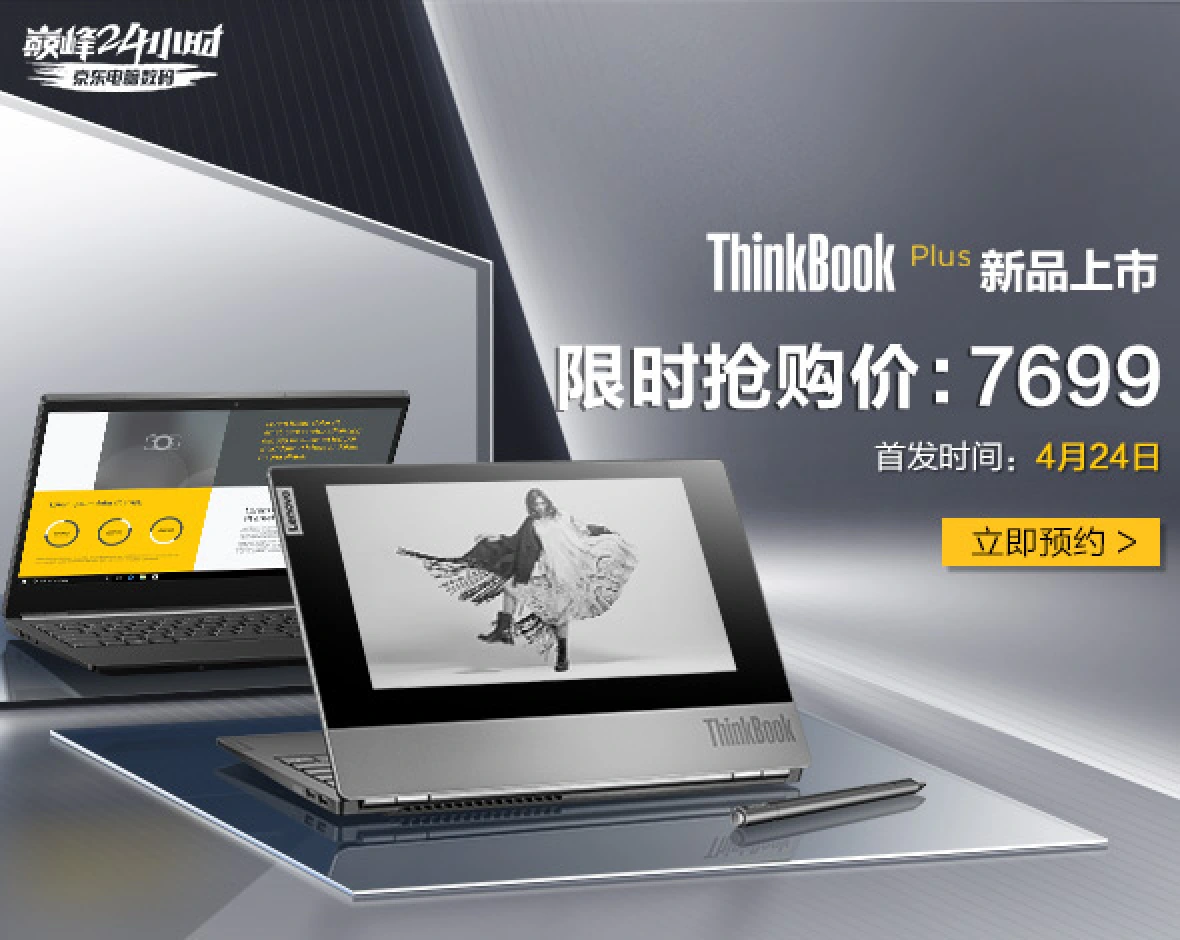 巅峰24小时
京东电脑数码
ThinkBook Plus 新品上市
限时抢购价：7699
首发时间：4月24日
立即预约 >
Lenovo
ThinkBook